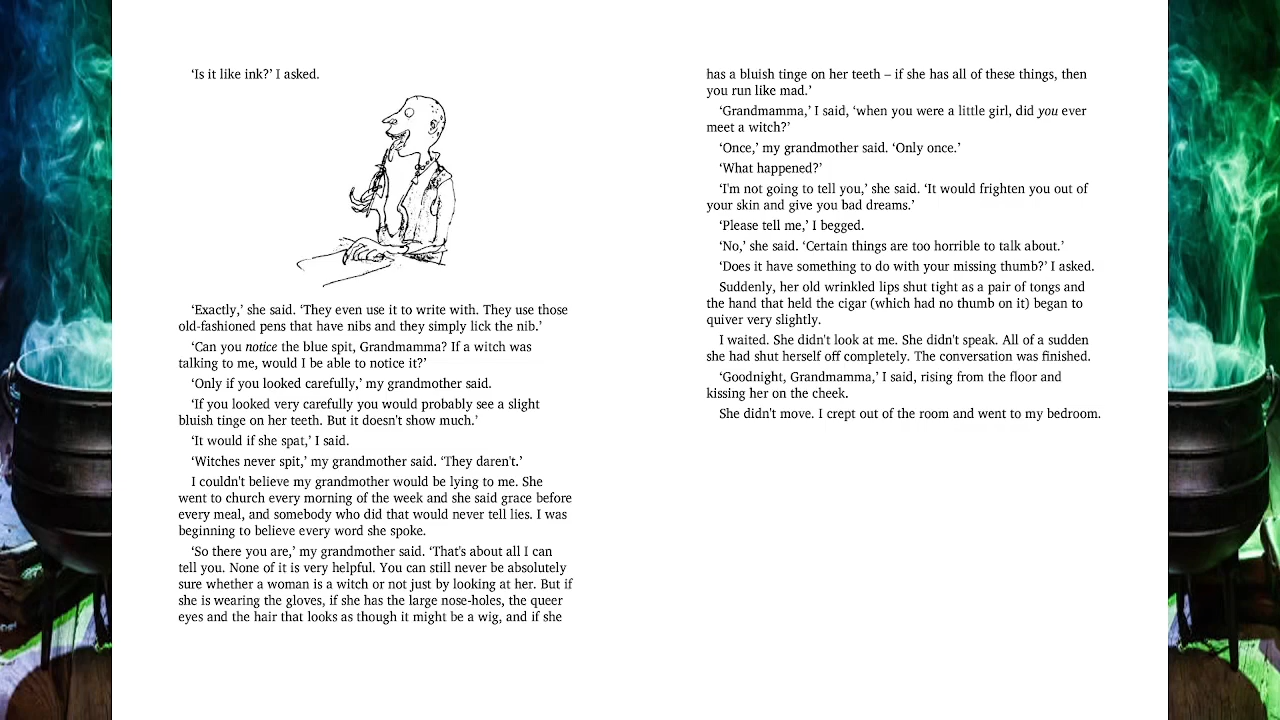 ‘Is it like ink?’ I asked.
‘Exactly,’ she said. ‘They even use it to write with. They use those
old-fashioned pens that have nibs and they simply lick the nib.’
‘Can you notice the blue spit, Grandmamma? If a witch was
talking to me, would I be able to notice it?’
‘Only if you looked carefully,’ my grandmother said.
‘If you looked very carefully you would probably see a slight
bluish tinge on her teeth. But it doesn't show much.’
‘It would if she spat,’ I said.
‘Witches never spit,’ my grandmother said. ‘They daren't.’
I couldn't believe my grandmother would be lying to me. She
went to church every morning of the week and she said grace before
every meal, and somebody who did that would never tell lies. I was
beginning to believe every word she spoke.
‘So there you are,’ my grandmother said. ‘That's about all I can
tell you. None of it is very helpful. You can still never be absolutely
sure whether a woman is a witch or not just by looking at her. But if
she is wearing the gloves, if she has the large nose-holes, the queer
eyes and the hair that looks as though it might be a wig, and if she
has a bluish tinge on her teeth – if she has all of these things, then
you run like mad.’
‘Grandmamma,’ I said, ‘when you were a little girl, did you ever
meet a witch?’
‘Once,’ my grandmother said. ‘Only once.’
‘What happened?’
‘I'm not going to tell you,’ she said. ‘It would frighten you out of
your skin and give you bad dreams.’
‘Please tell me,’ I begged.
‘No,’ she said. ‘Certain things are too horrible to talk about.’
‘Does it have something to do with your missing thumb?’ I asked.
Suddenly, her old wrinkled lips shut tight as a pair of tongs and
the hand that held the cigar (which had no thumb on it) began to
quiver very slightly.
I waited. She didn't look at me. She didn't speak. All of a sudden
she had shut herself off completely. The conversation was finished.
‘Goodnight, Grandmamma,’ I said, rising from the floor and
kissing her on the cheek.
She didn't move. I crept out of the room and went to my bedroom.